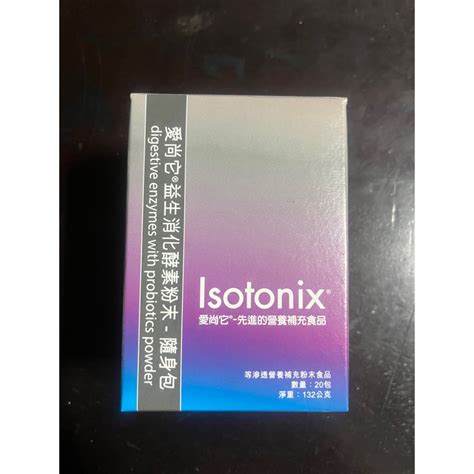 愛尚它®益生消化酵素粉末-隨身包
digestive enzymes with probiotics powder
Isotonix®
愛尚它®-先進的營養補充食品
等滲透營養補充粉末食品
數量：20包
淨重：132公克